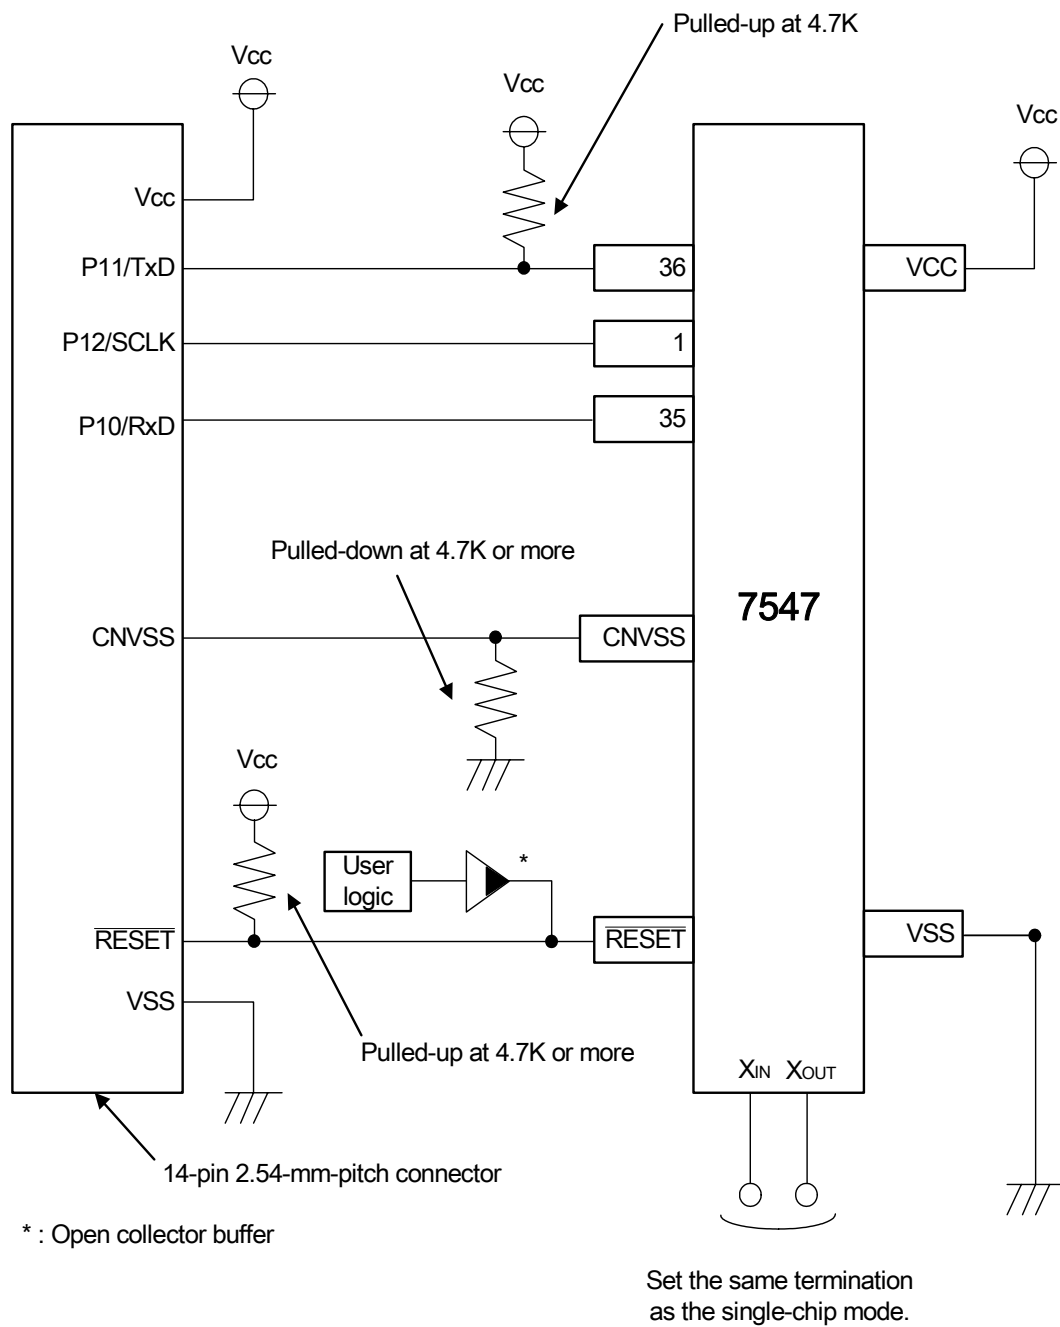 Pulled-up at 4.7K
Vcc
Vcc
Vcc
Vcc
P11/TxD
36
VCC
P12/SCLK
1
P10/RxD
35
Pulled-down at 4.7K or more
7547
CNVSS
CNVSS
Vcc
User
logic
*
RESET
RESET
VSS
VSS
Pulled-up at 4.7K or more
XIN
XOUT
14-pin 2.54-mm-pitch connector
* : Open collector buffer
Set the same termination
as the single-chip mode.